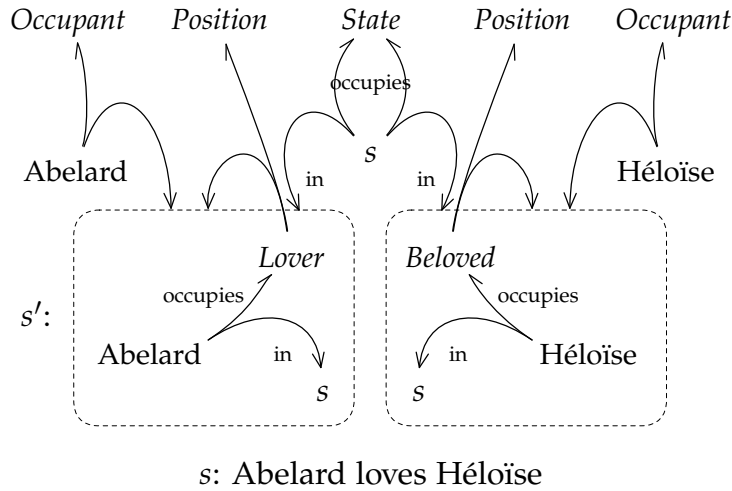 Occupant Position State Position Occupant
occupies
Abelard s Héloïse
in in
Lover Beloved
occupies occupies
s′:
Abelard in in Héloïse
s s
s: Abelard loves Héloïse